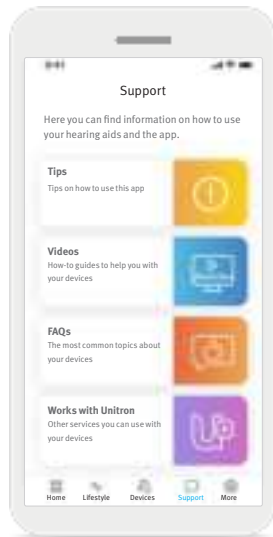 Support
Here you can find information on how to use
your hearing aids and the app.
Tips
Tips on how to use this app
Videos
How-to guides to help you with
your devices
FAQs
The most common topics about
your devices
Works with Unitron
Other services you can use with
your devices
Home Lifestyle Devices Support More